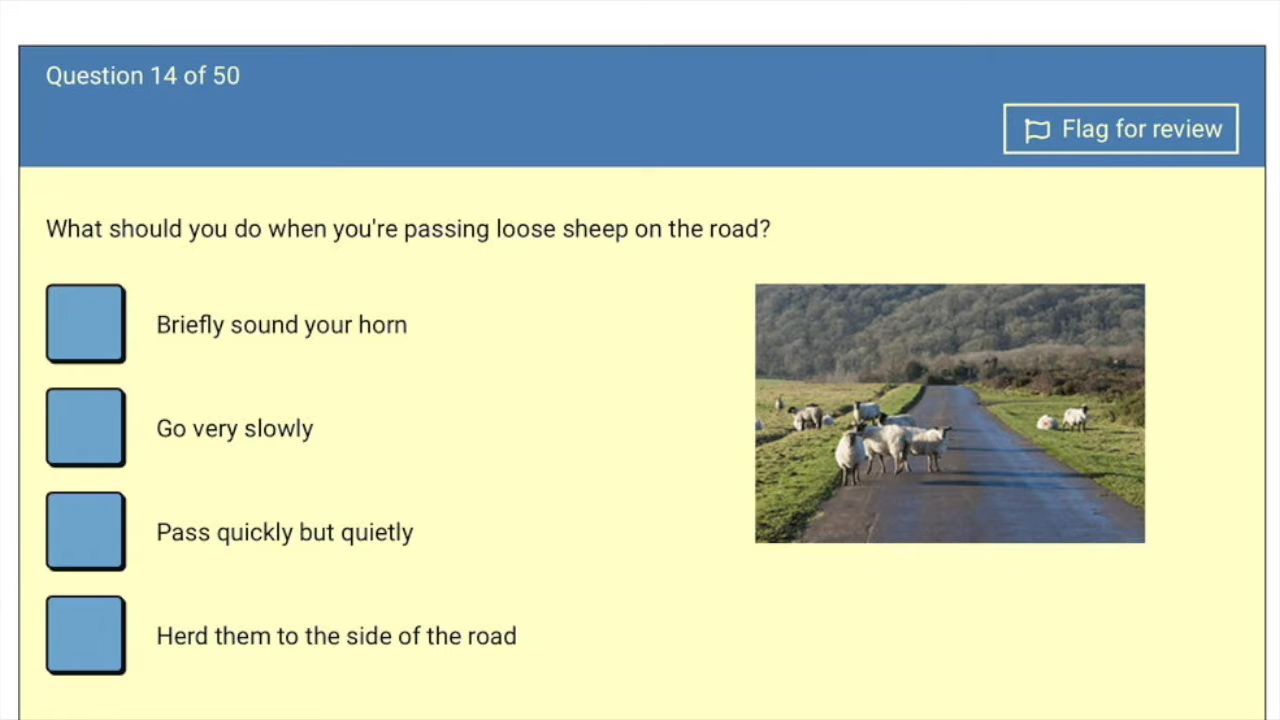 Question 14 of 50
Flag for review
What should you do when you're passing loose sheep on the road?
Briefly sound your horn
Go very slowly
Pass quickly but quietly
Herd them to the side of the road